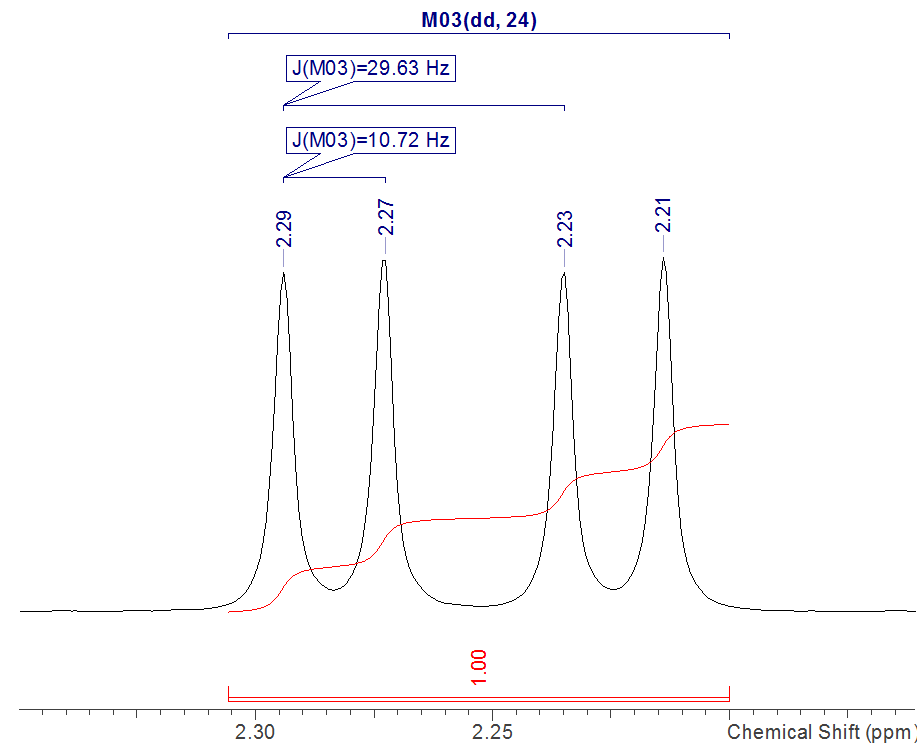 M03(dd, 24)
J(M03)=29.63 Hz
J(M03)=10.72 Hz
2.29
2.27
2.23
2.21
1.00
2.30
2.25
Chemical Shift (ppm)